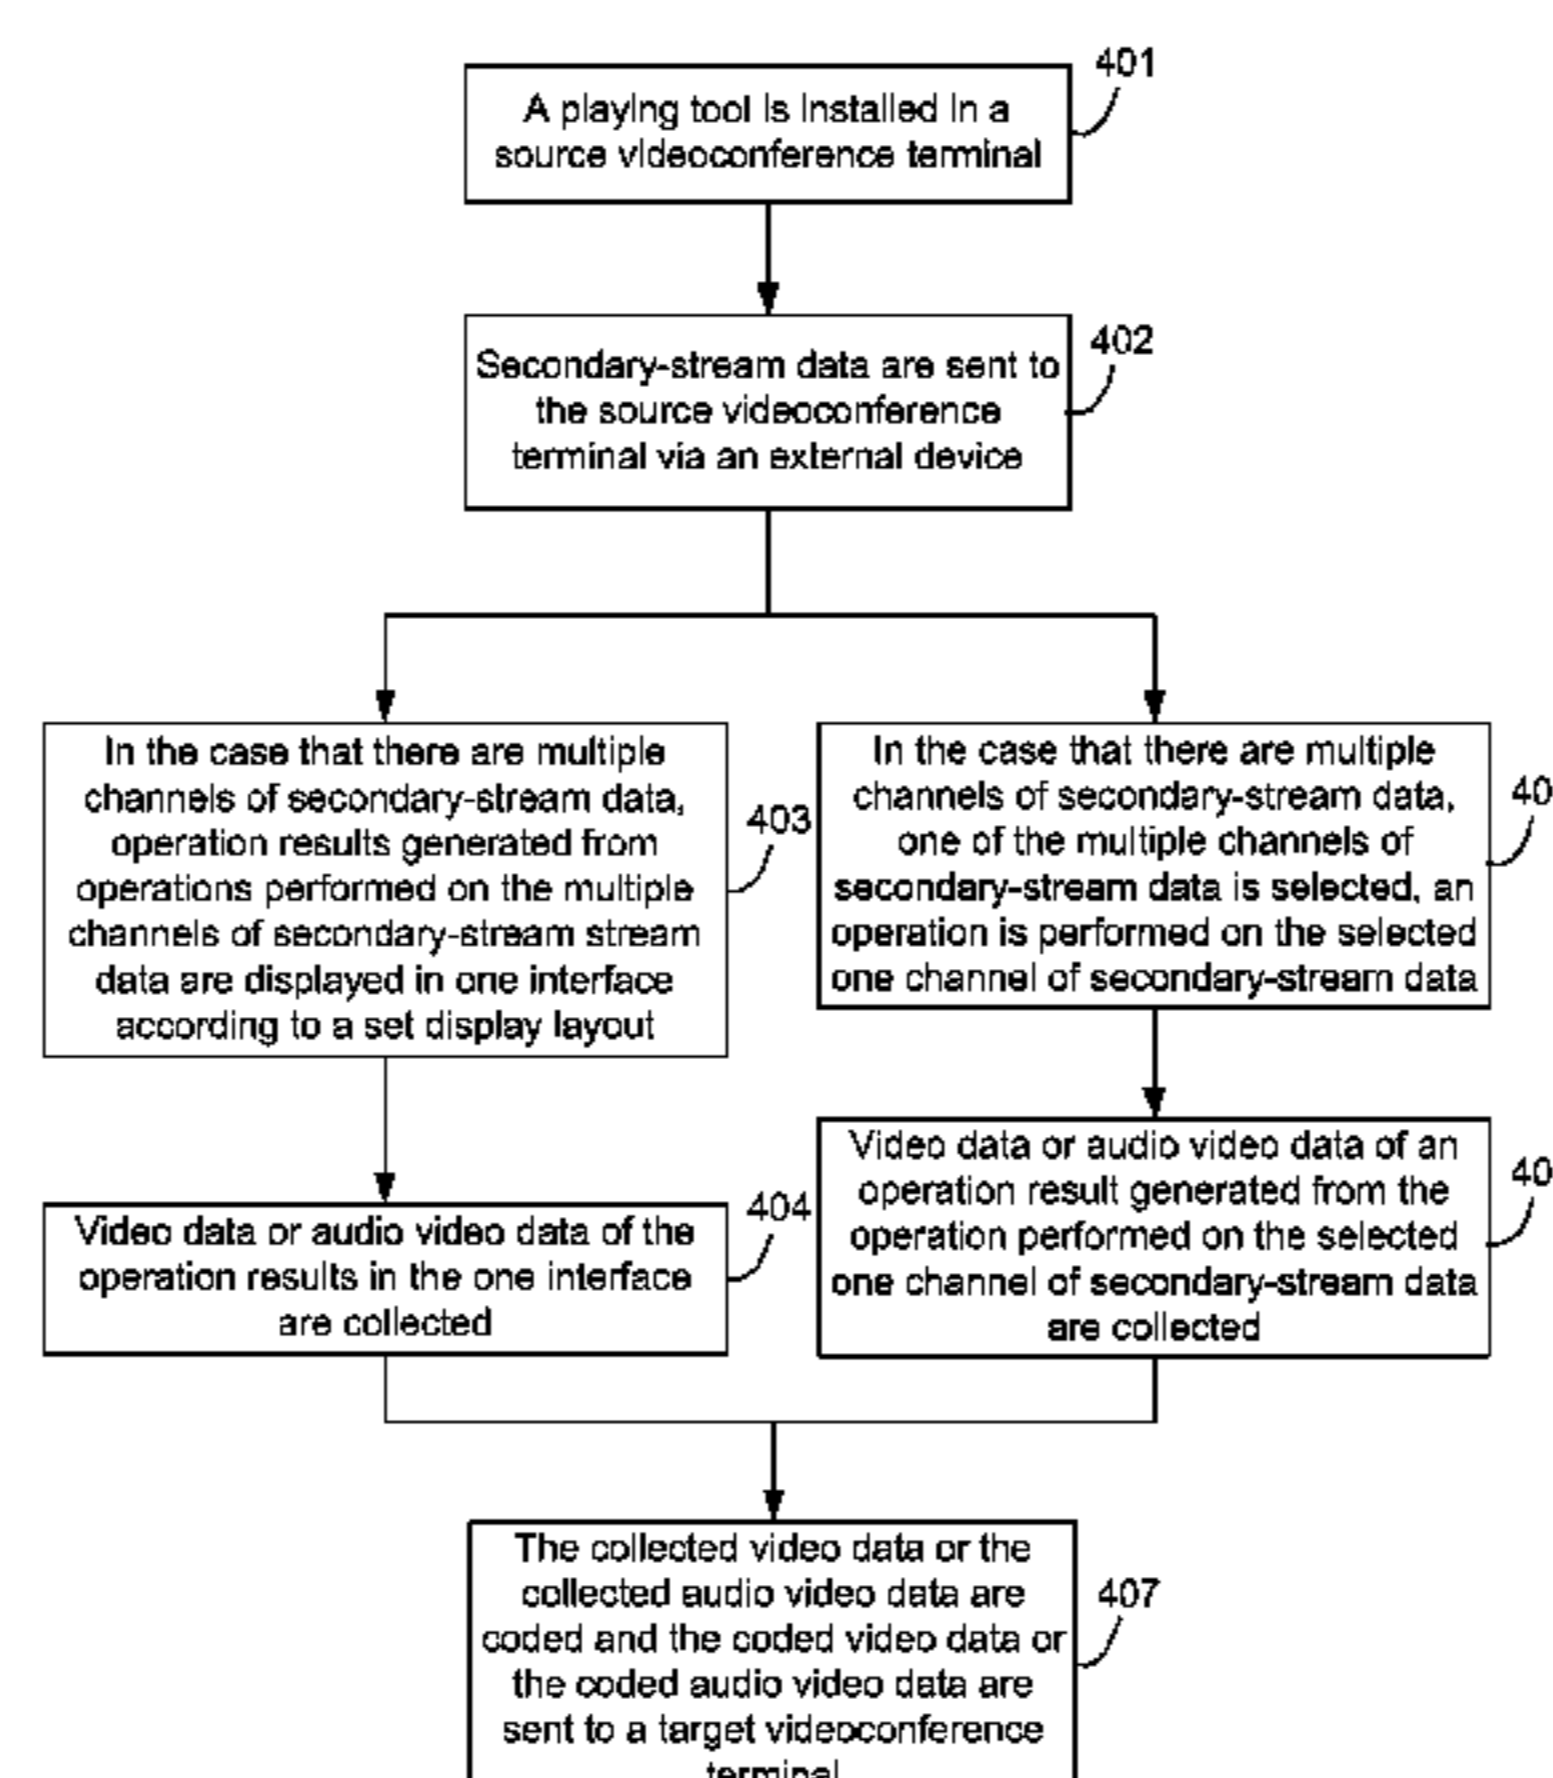 401
A playing tool is installed in a
source videoconference terminal
402
Secondary-stream data are sent to
the source videoconference
terminal via an external device
In the case that there are multiple
channels of secondary-stream data,
operation results generated from
operations performed on the multiple
channels of secondary-stream stream
data are displayed in one interface
according to a set display layout
403
In the case that there are multiple
channels of secondary-stream data,
one of the multiple channels of
secondary-stream data is selected, an
operation is performed on the selected
one channel of secondary-stream data
40
Video data or audio video data of the
operation results in the one interface
are collected
404
Video data or audio video data of an
operation result generated from the
operation performed on the selected
one channel of secondary-stream data
are collected
40
The collected video data or the
collected audio video data are
coded and the coded video data or
the coded audio video data are
sent to a target videoconference
terminal
407